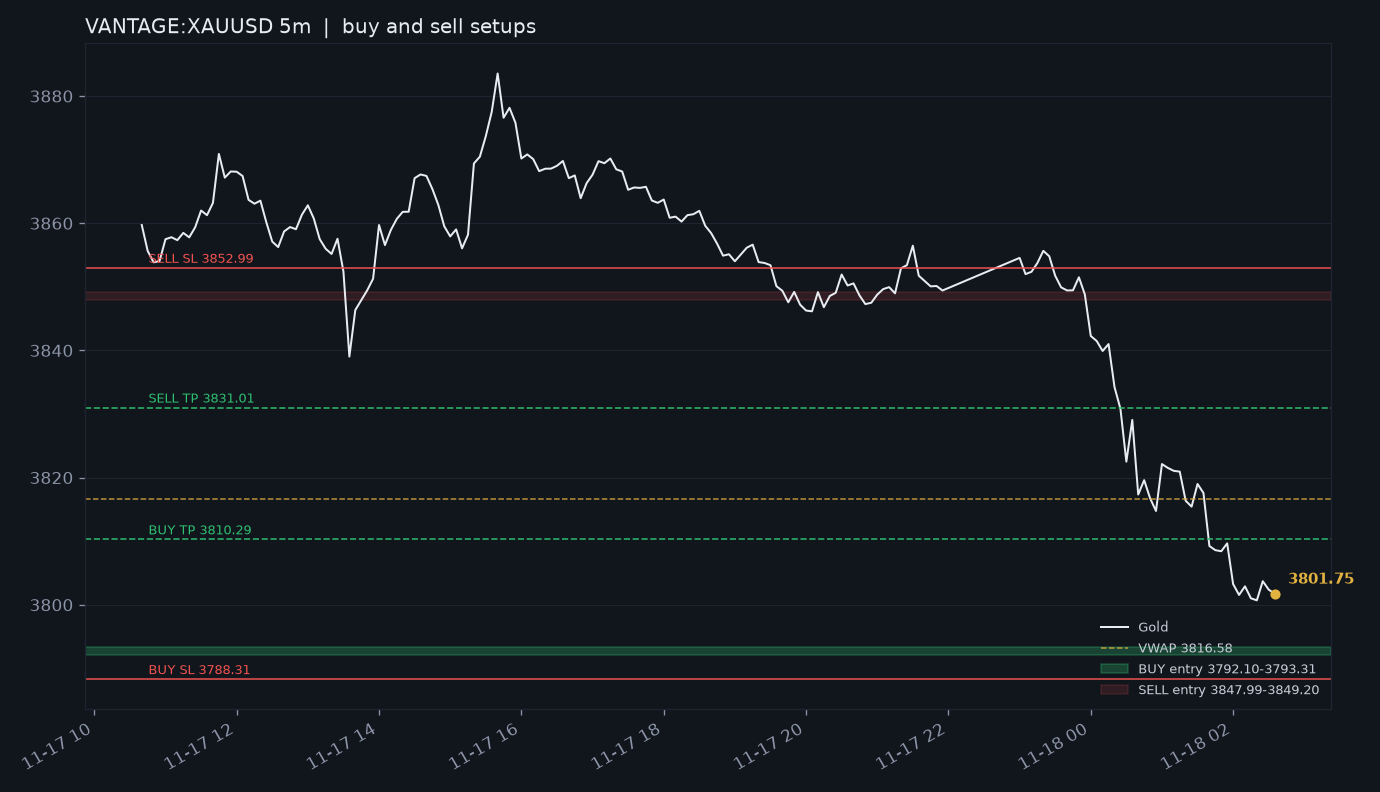 VANTAGE:XAUUSD 5m | buy and sell setups
3880
3860
SELL SL 3852.99
3840
SELL TP 3831.01
3820
BUY TP 3810.29
3801.75
3800
Gold
VWAP 3816.58
BUY SL 3788.31
BUY entry 3792.10-3793.31
SELL entry 3847.99-3849.20
11-17 10
11-17 12
11-17 14
11-17 16
11-17 18
11-17 20
11-17 22
11-18 00
11-18 02